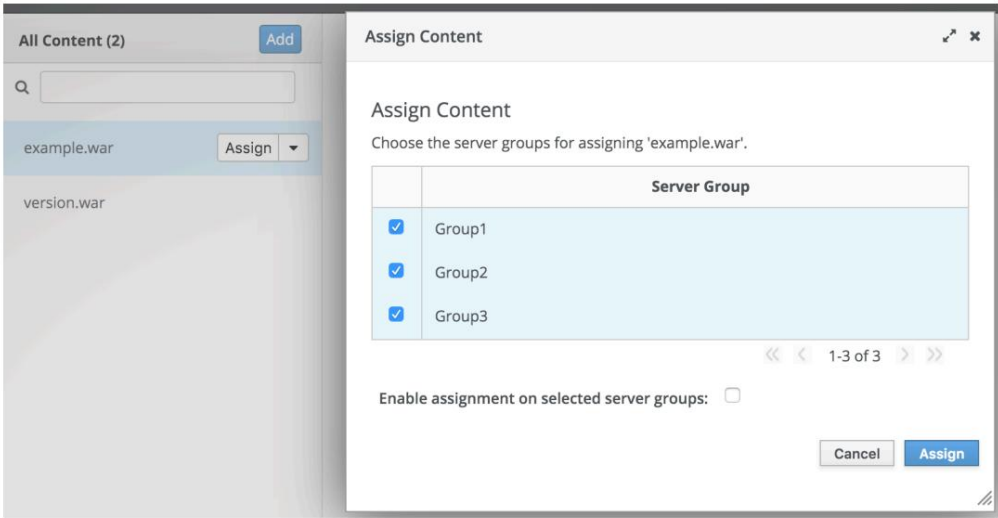 All Content (2)
Add
example.war
Assign
version.war
Assign Content
Assign Content
Choose the server groups for assigning 'example.war'.
Server Group
Group1
Group2
Group3
1-3 of 3
Enable assignment on selected server groups:
Cancel
Assign